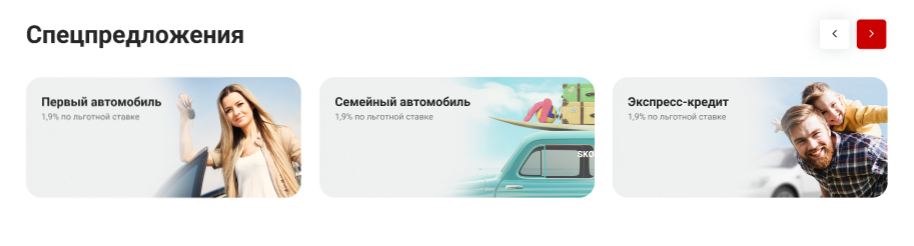 Спецпредложения
Первый автомобиль
1,9% по льготной ставке
Семейный автомобиль
1,9% по льготной ставке
SKO
Экспресс-кредит
1,9% по льготной ставке